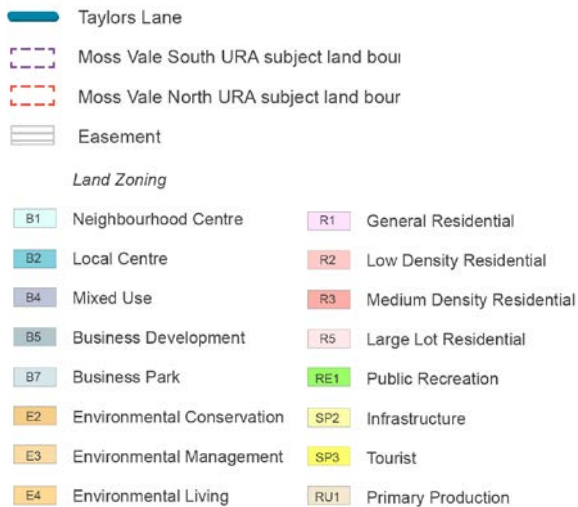 Taylors Lane
Moss Vale South URA subject land bour
Moss Vale North URA subject land bour
Easement
Land Zoning
B1 Neighbourhood Centre
B2 Local Centre
B4 Mixed Use
B5 Business Development
B7 Business Park
E2 Environmental Conservation
E3 Environmental Management
E4 Environmental Living
R1 General Residential
R2 Low Density Residential
R3 Medium Density Residential
R5 Large Lot Residential
RE1 Public Recreation
SP2 Infrastructure
SP3 Tourist
RU1 Primary Production